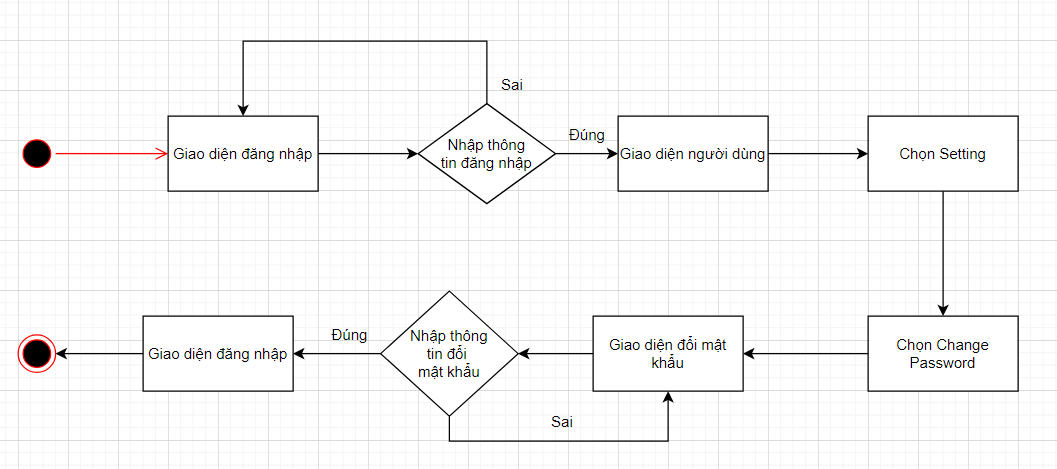 Sai
Giao diện đăng nhập
Nhập thông
tin đăng nhập
Đúng
Giao diện người dùng
Chọn Setting
Chọn Change
Password
Giao diện đổi mật
khẩu
Sai
Nhập thông
tin đổi
mật khẩu
Đúng
Giao diện đăng nhập